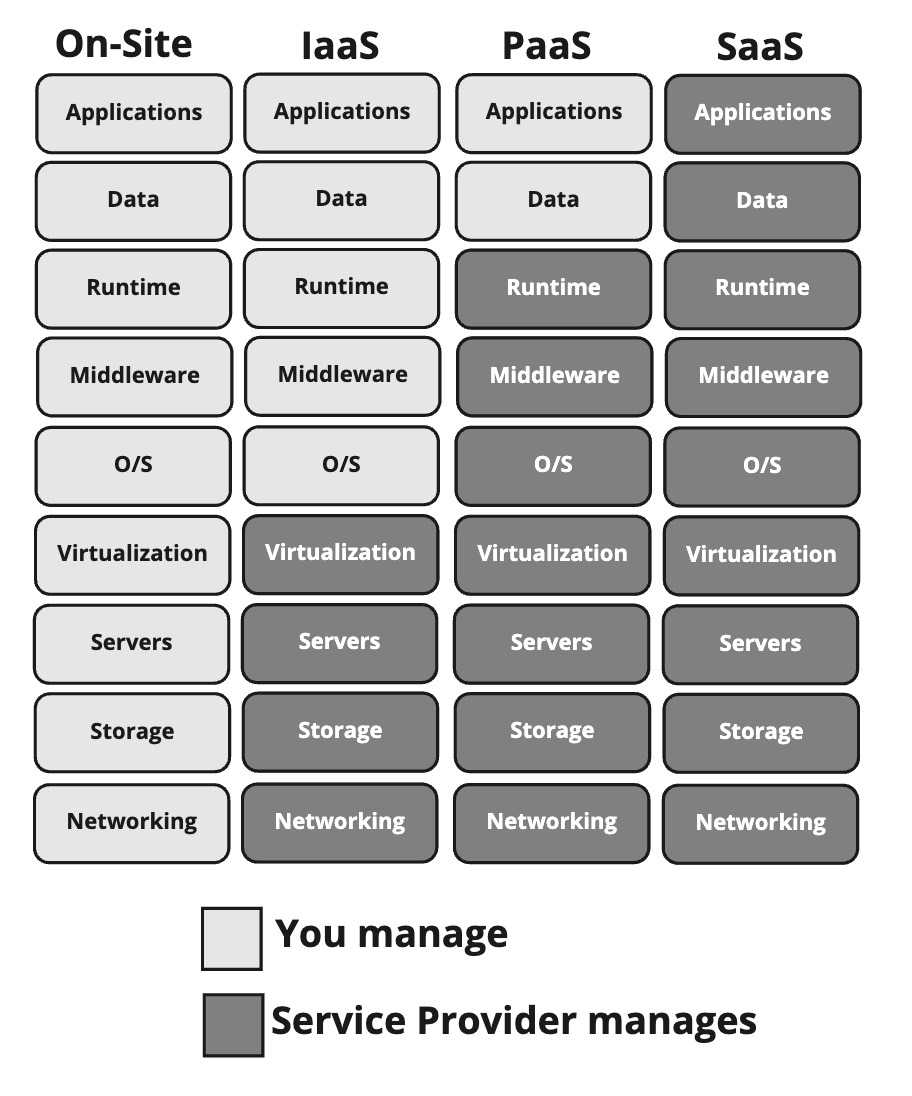 On-Site IaaS PaaS SaaS
Applications Applications Applications Applications
Data Data Data Data
Runtime Runtime Runtime Runtime
Middleware Middleware Middleware Middleware
O/S O/S O/S O/S
Virtualization Virtualization Virtualization Virtualization
Servers Servers Servers Servers
Storage Storage Storage Storage
Networking Networking Networking Networking
You manage
Service Provider manages